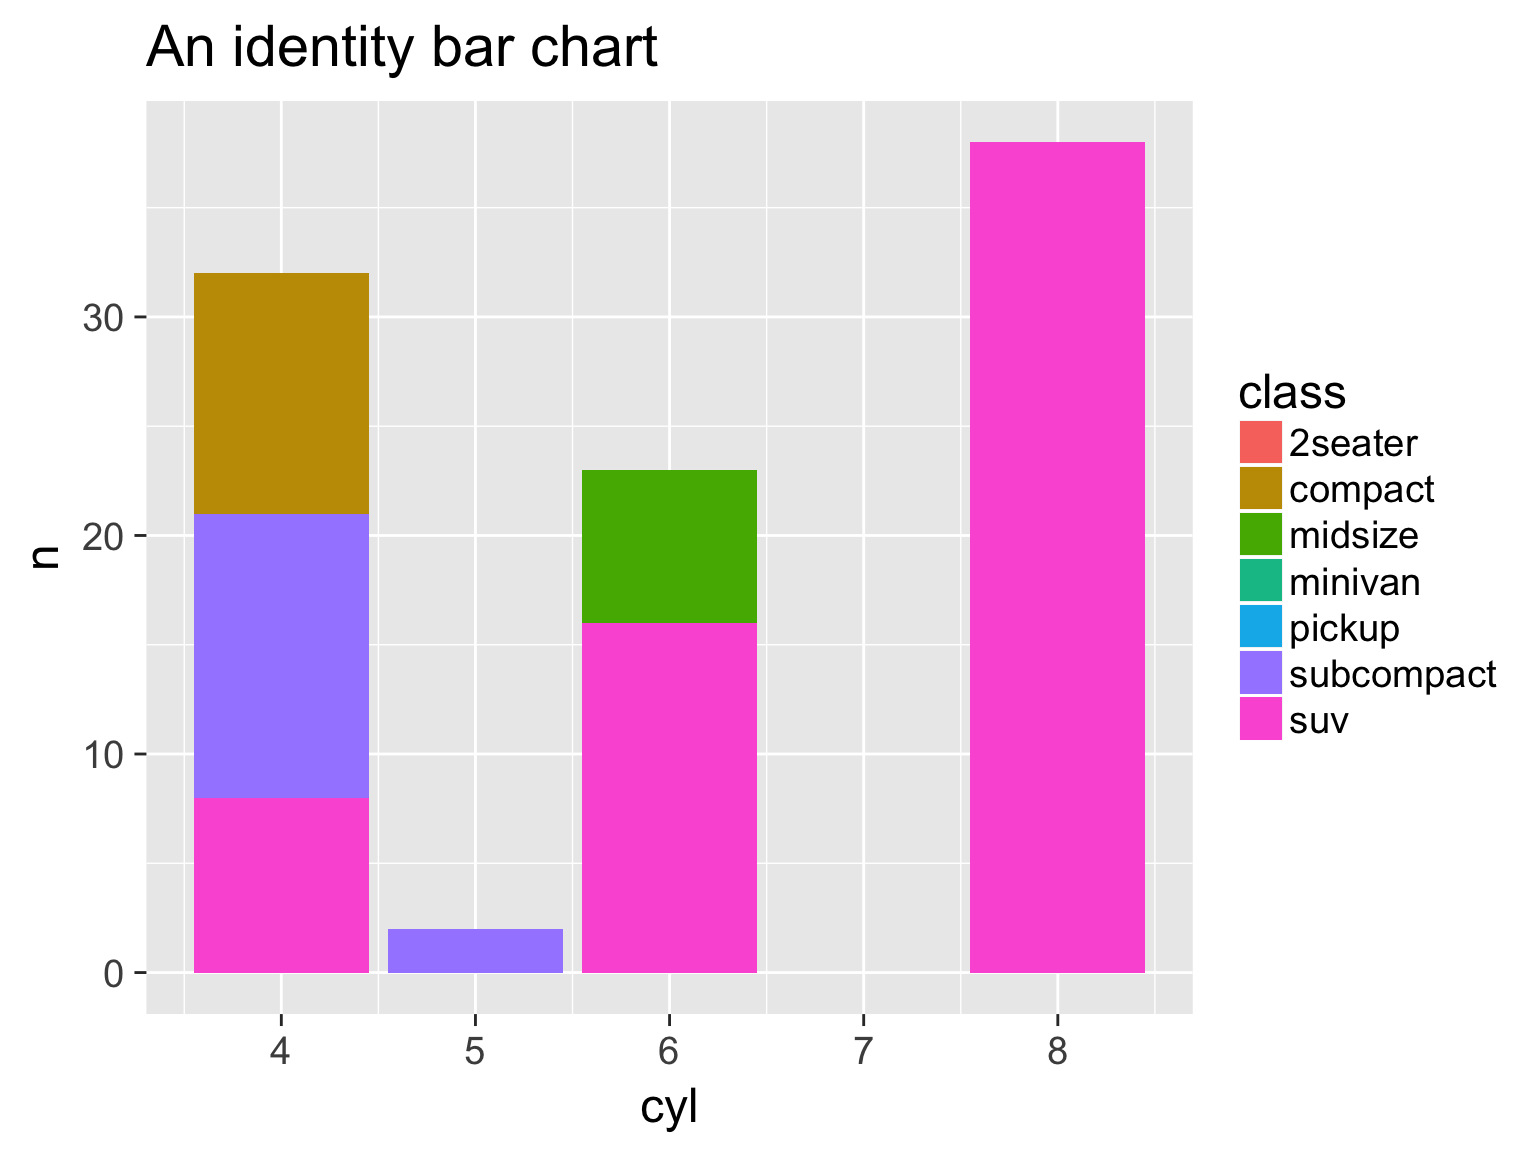 An identity bar chart
n
30
20
10
0
4 5 6 7 8
cyl
class
2seater
compact
midsize
minivan
pickup
subcompact
suv